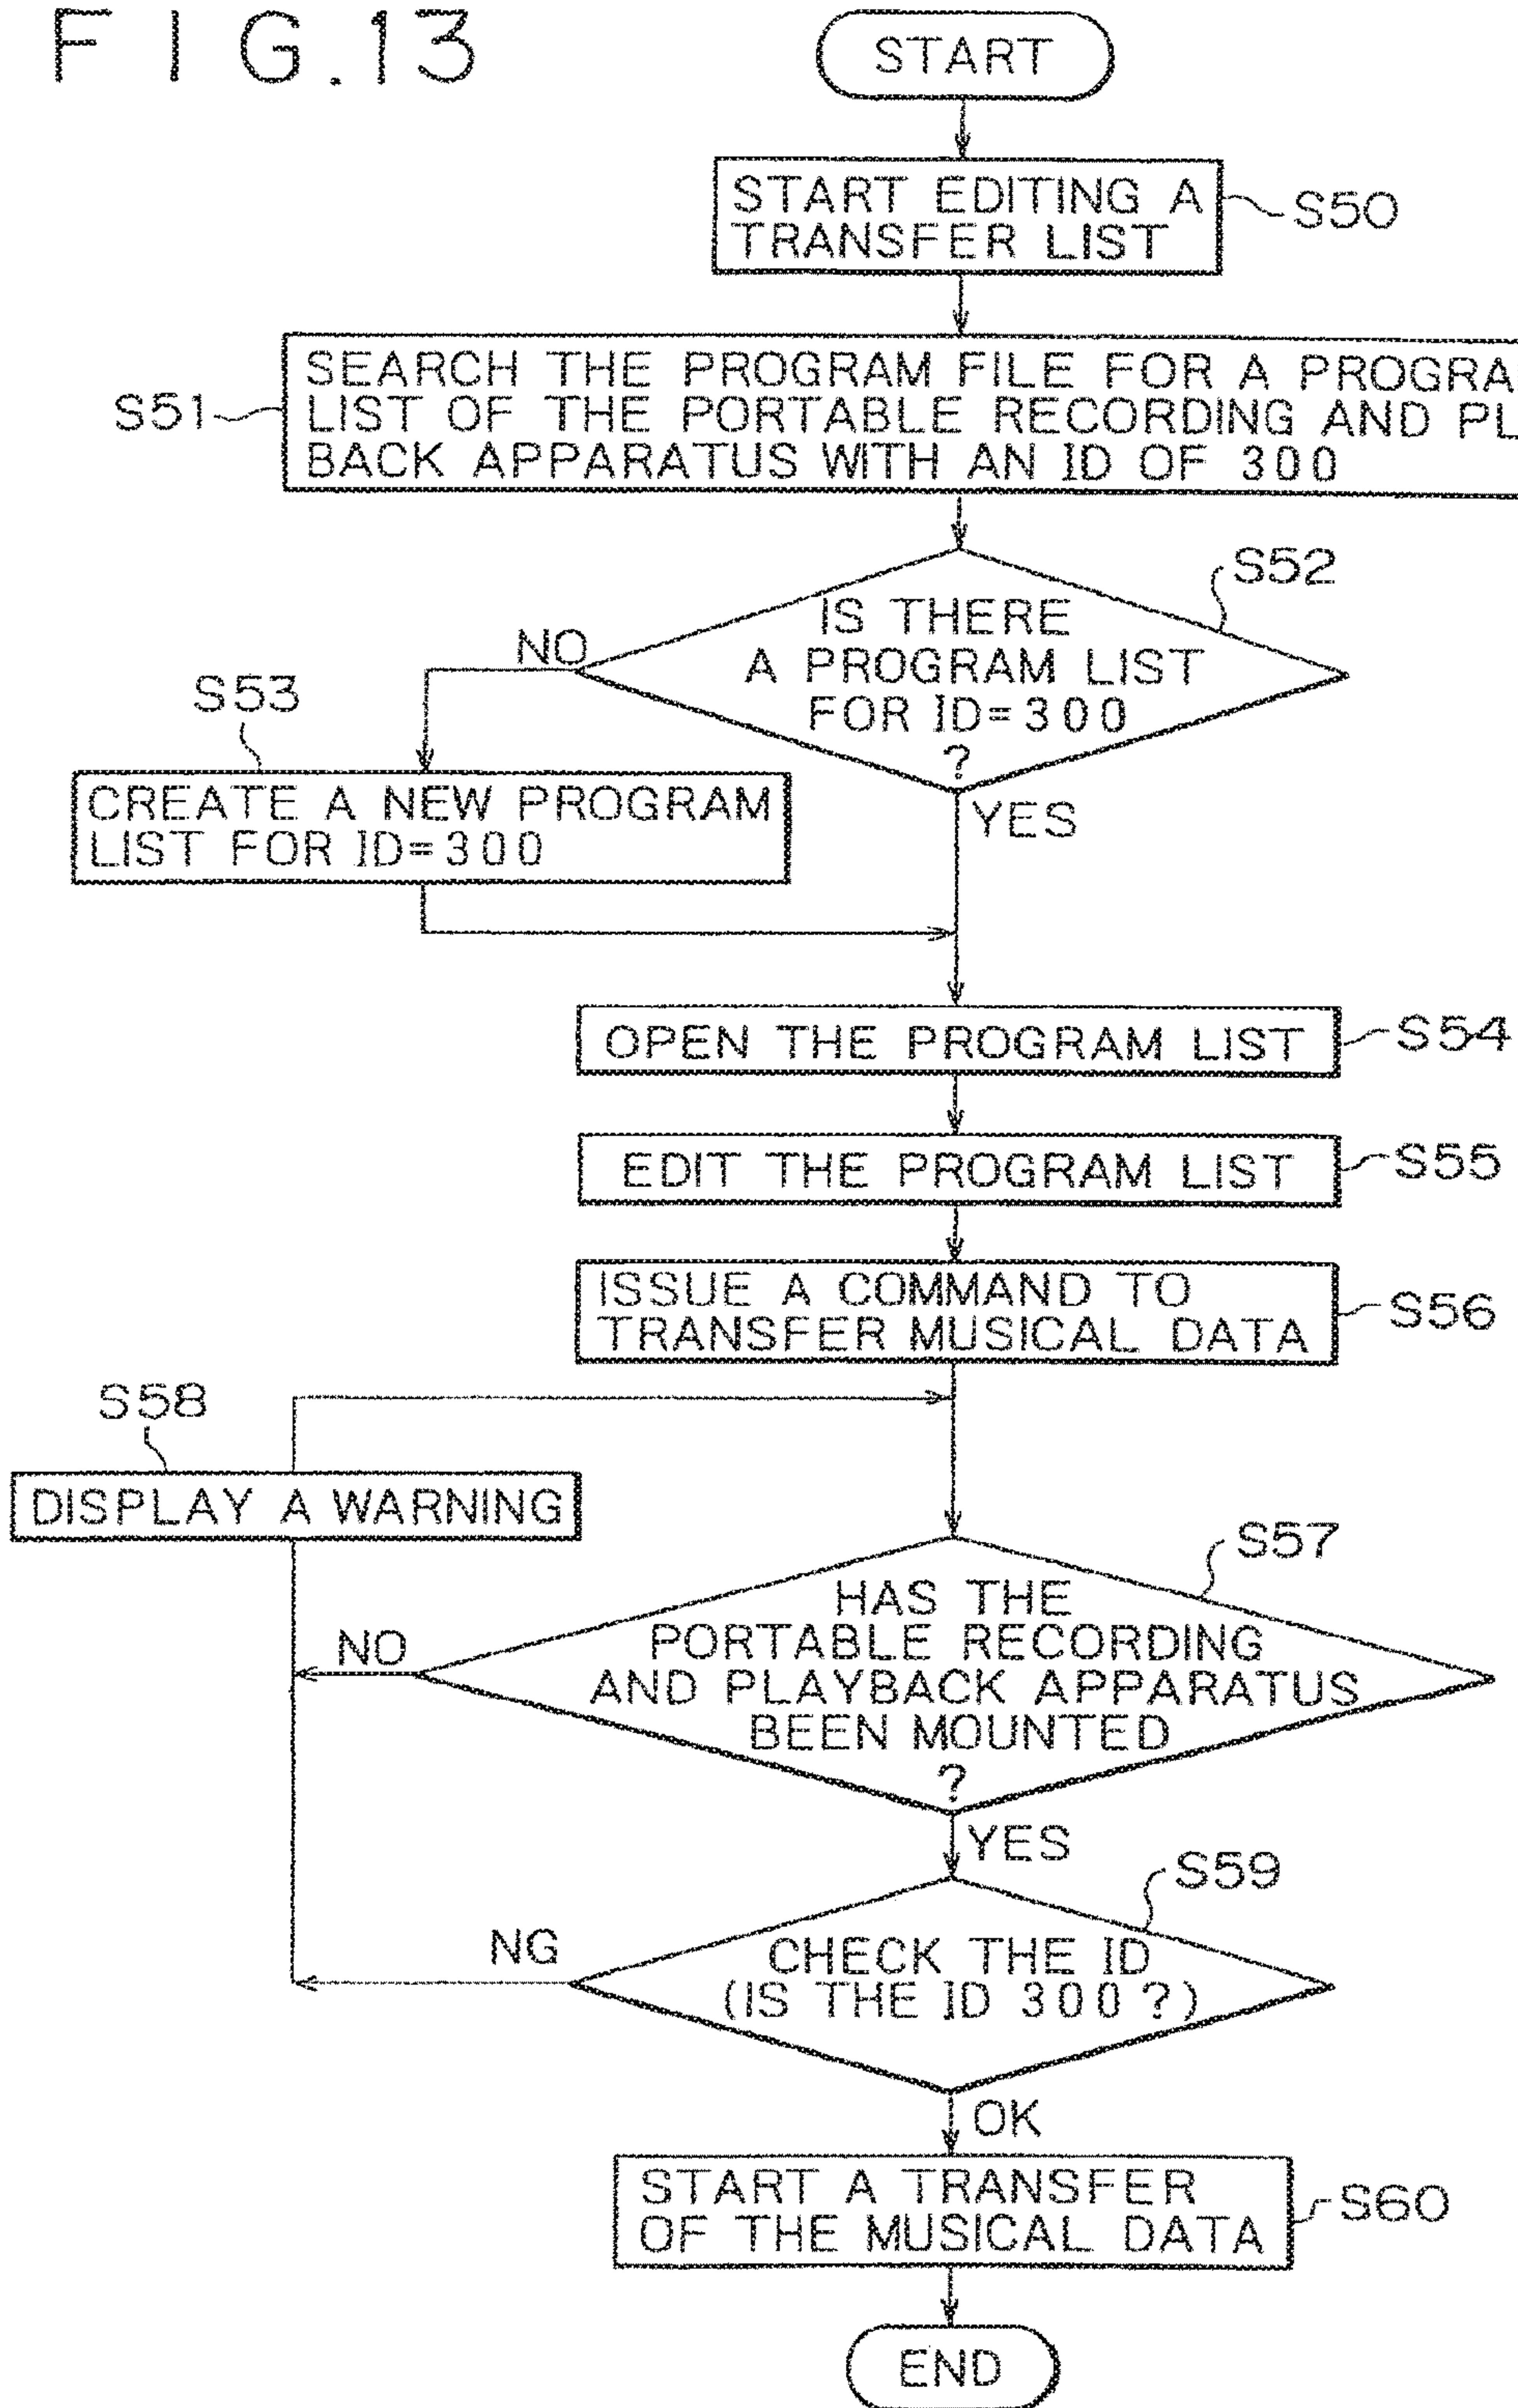 FIG.13
START
START EDITING A
TRANSFER LIST
S50
SEARCH THE PROGRAM FILE FOR A
LIST OF THE PORTABLE RECORDING AND
BACK APPARATUS WITH AN ID OF 300
S51
S52
IS THERE
A PROGRAM LIST
FOR ID=300
?
NO
YES
S53
CREATE A NEW PROGRAM
LIST FOR ID=300
OPEN THE PROGRAM LIST
S54
EDIT THE PROGRAM LIST
S55
ISSUE A COMMAND TO
TRANSFER MUSICAL DATA
S56
S58
DISPLAY A WARNING
S57
HAS THE
PORTABLE RECORDING
AND PLAYBACK APPARATUS
BEEN MOUNTED
?
NO
YES
S59
CHECK THE ID
(IS THE ID 300?)
NG
OK
START A TRANSFER
OF THE MUSICAL DATA
S60
END